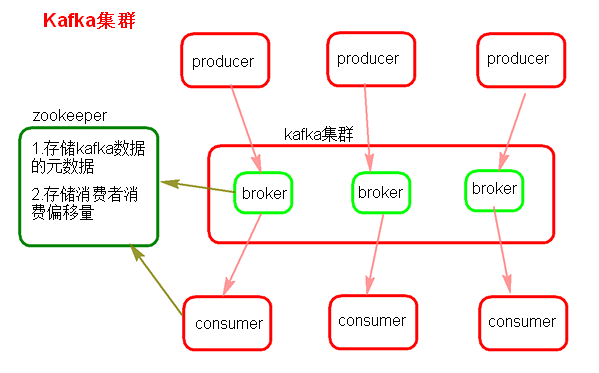 Kafka集群
producer
producer
producer
zookeeper
kafka集群
1.存储kafka数据
的元数据
2.存储消费者消
费偏移量
broker
broker
broker
consumer
consumer
consumer